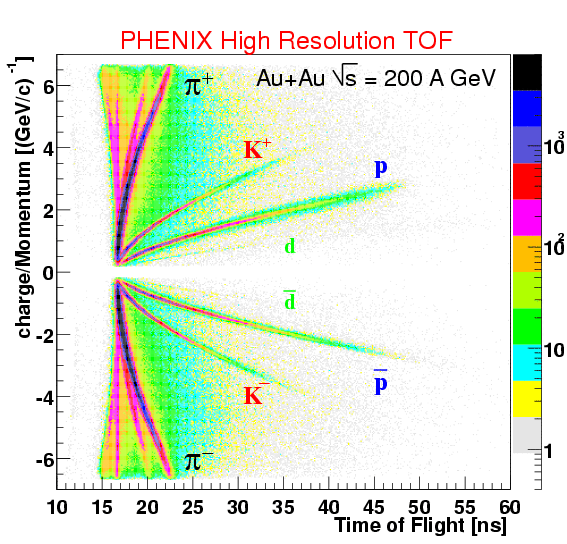 PHENIX High Resolution TOF
Au+Au √s = 200 A GeV
charge/Momentum [(GeV/c)⁻¹]
6
4
2
0
-2
-4
-6
π⁺
K⁺
p
d
d̅
p̅
K⁻
π⁻
10³
10²
10
1
10 15 20 25 30 35 40 45 50 55 60
Time of Flight [ns]